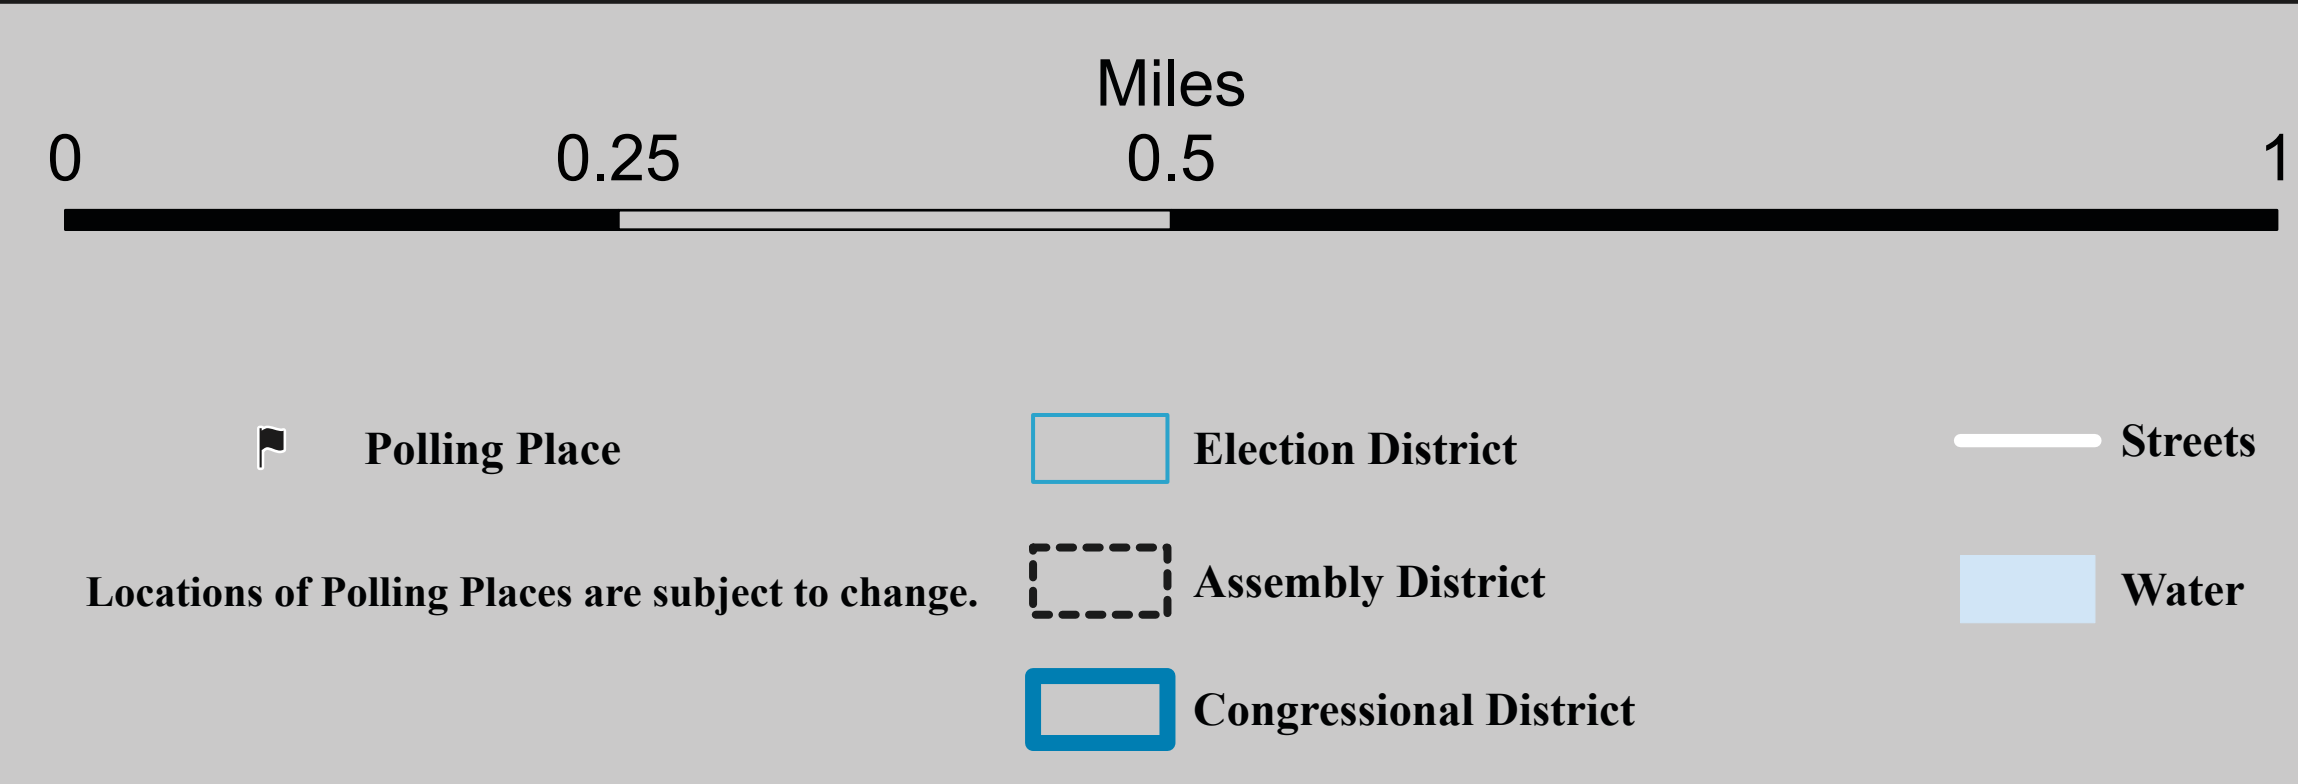 Miles
0 0.25 0.5 1
Polling Place
Election District
Streets
Locations of Polling Places are subject to change.
Assembly District
Water
Congressional District